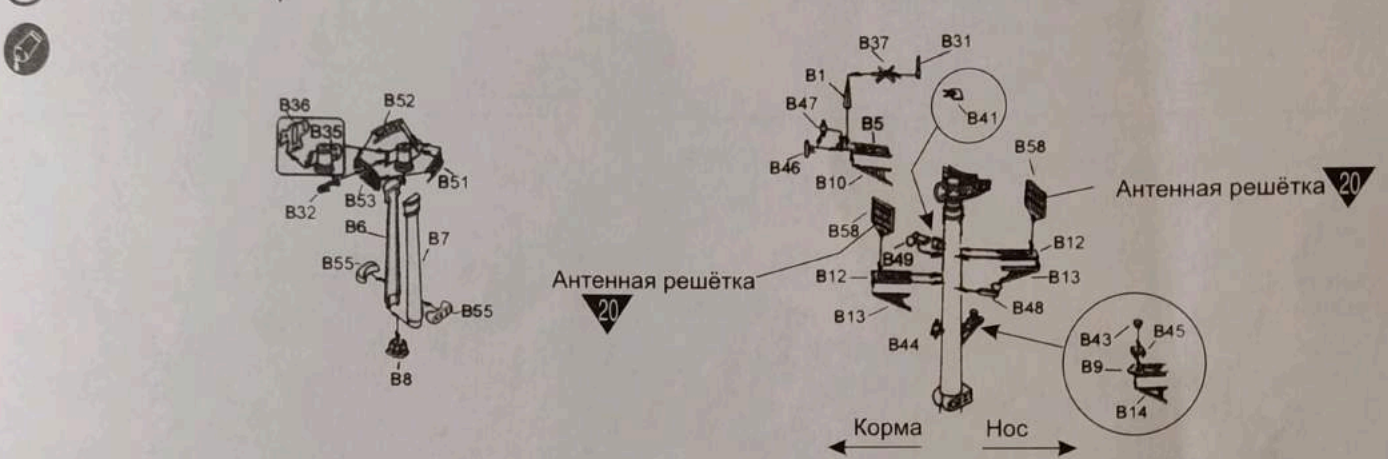 B36
B35
B52
B51
B32
B53
B6
B7
B55
B55
B8
B37
B31
B1
B47
B5
B41
B46
B10
B58
B58
Антенная решётка 20
B49
B12
B12
B13
B48
B13
Антенная решётка
20
B44
B43
B45
B9
B14
Корма
Нос